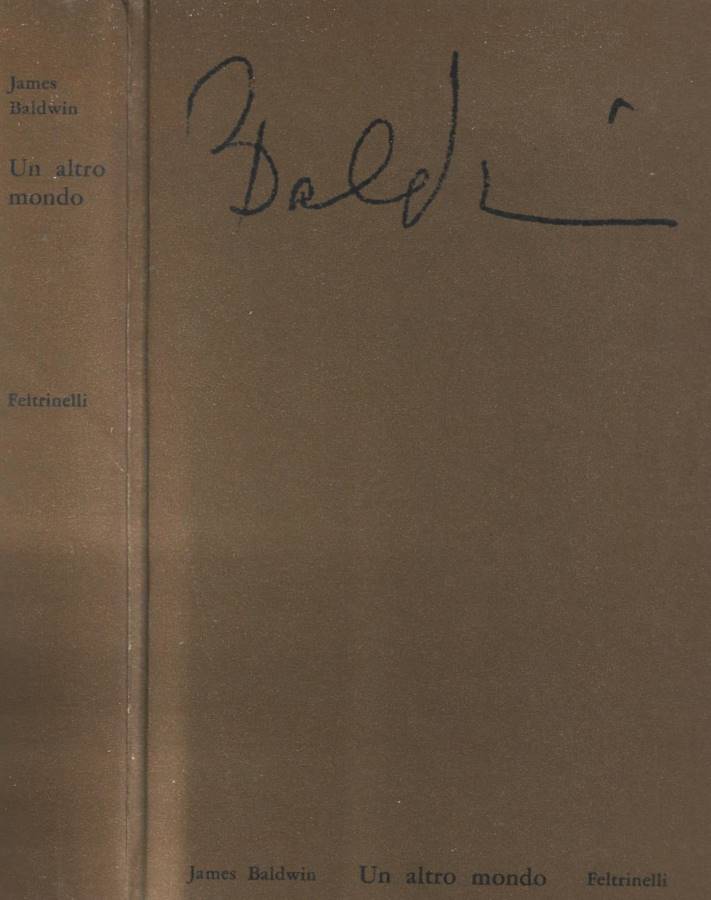 James
Baldwin
Un altro
mondo
Feltrinelli
Baldwin
James Baldwin Un altro mondo Feltrinelli